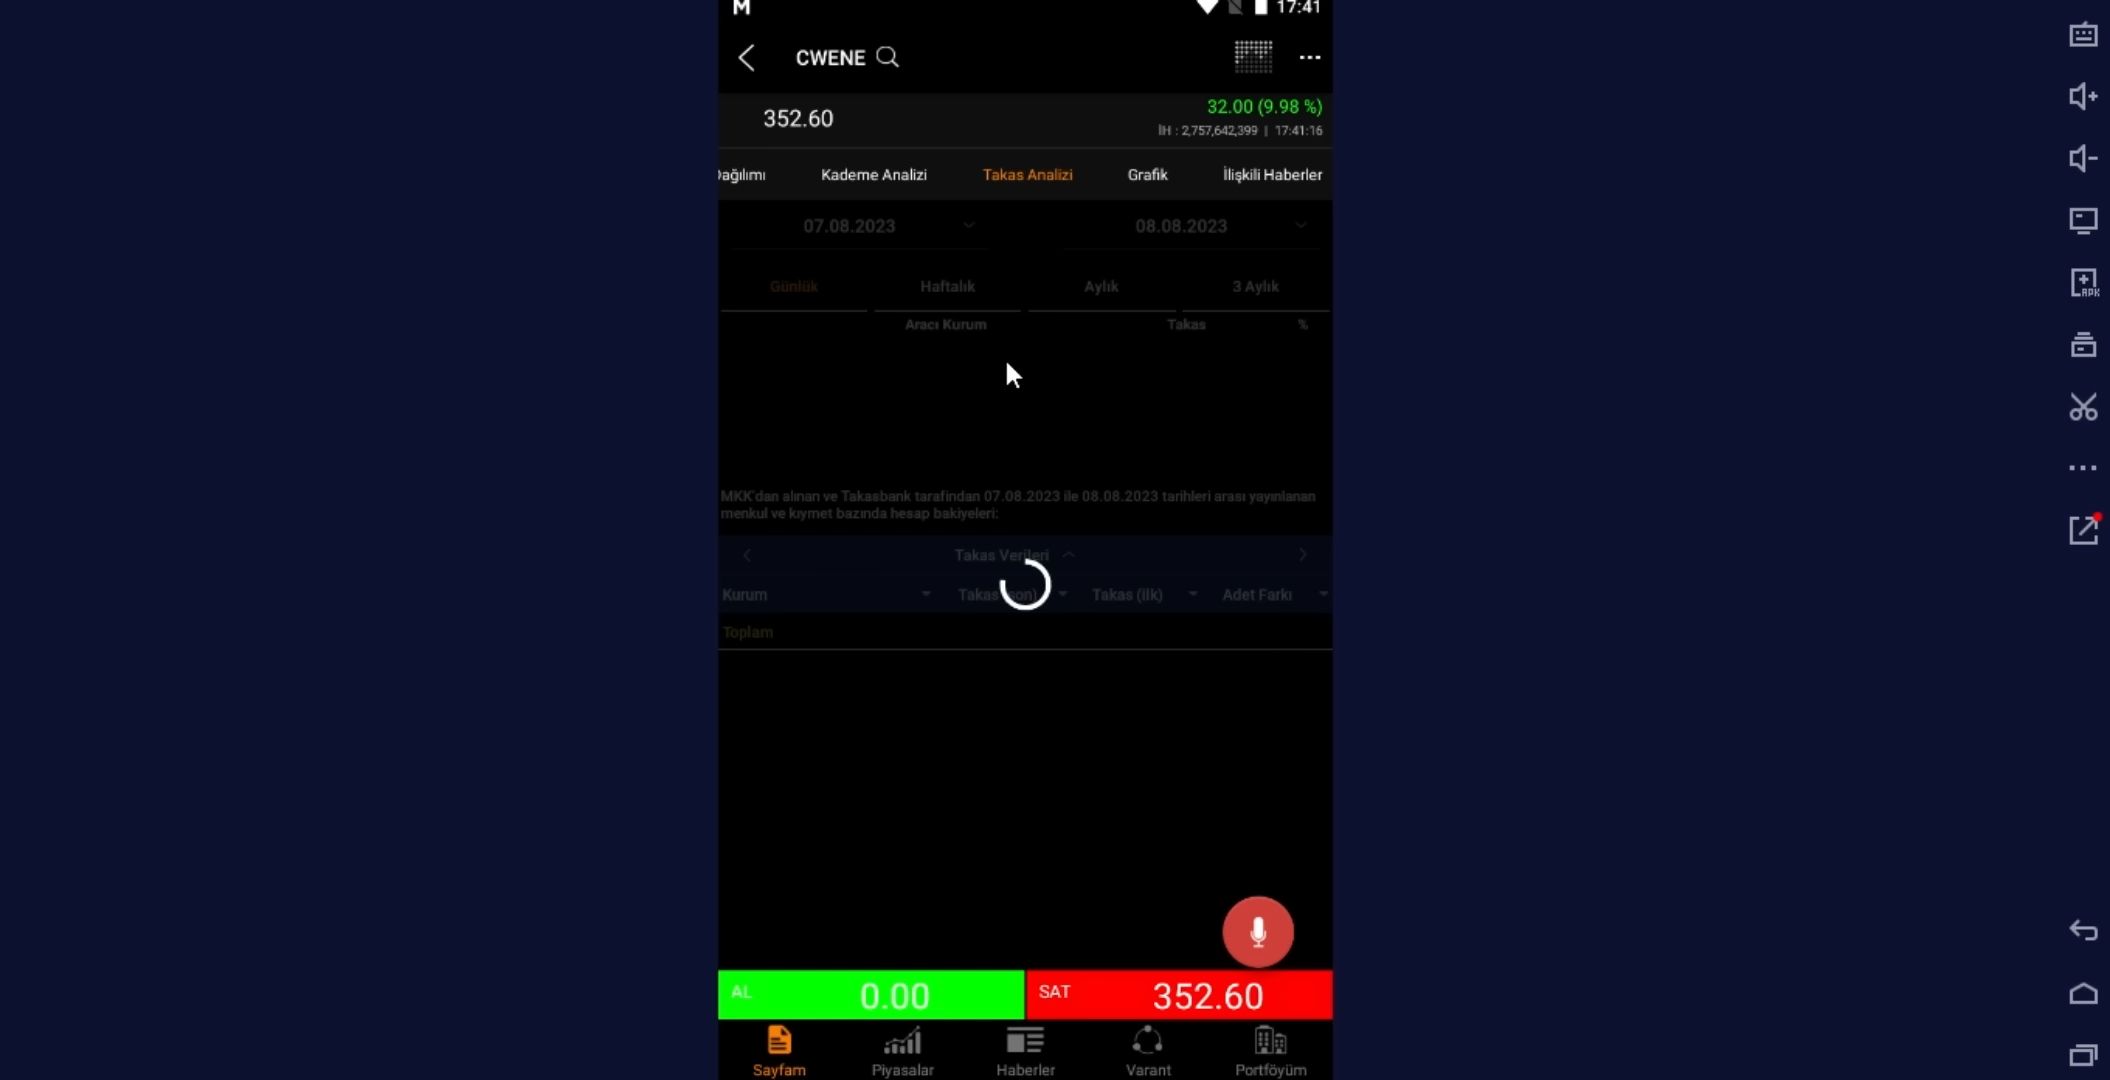 M 17:41
CWENE
352.60
32.00 (9.98 %)
İH : 2,757,642,399 | 17:41:16
Dağılımı Kademe Analizi Takas Analizi Grafik İlişkili Haberler
07.08.2023 08.08.2023
Günlük Haftalık Aylık 3 Aylık
Aracı Kurum Takas %
MKK'dan alınan ve Takasbank tarafından 07.08.2023 ile 08.08.2023 tarihleri arası yayınlanan
menkul ve kıymet bazında hesap bakiyeleri:
Takas Verileri
Kurum Takas (son) Takas (ilk) Adet Farkı
Toplam
AL 0.00 SAT 352.60
Sayfam Piyasalar Haberler Varant Portföyüm
APK